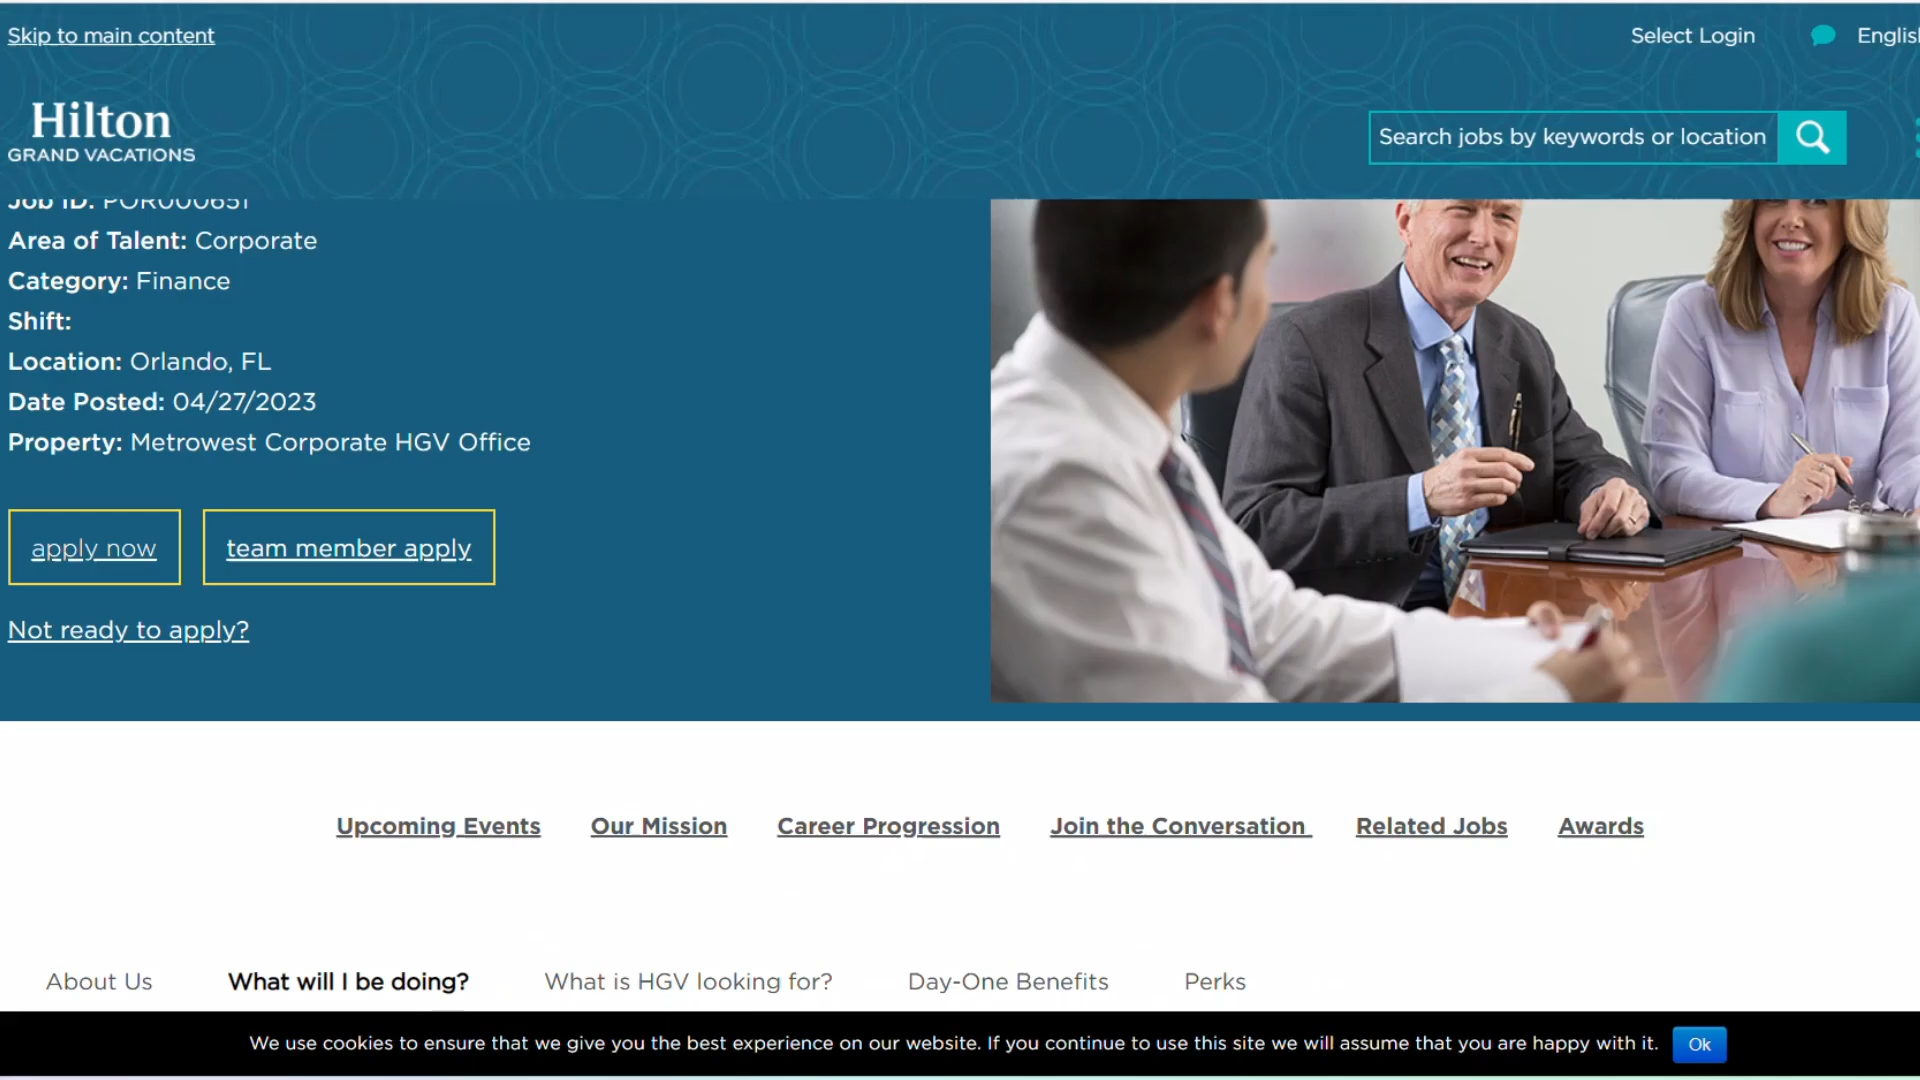 Skip to main content
Select Login
English
Hilton
GRAND VACATIONS
Search jobs by keywords or location
Job ID: POR000651
Area of Talent: Corporate
Category: Finance
Shift:
Location: Orlando, FL
Date Posted: 04/27/2023
Property: Metrowest Corporate HGV Office
apply now
team member apply
Not ready to apply?
Upcoming Events
Our Mission
Career Progression
Join the Conversation
Related Jobs
Awards
About Us
What will I be doing?
What is HGV looking for?
Day-One Benefits
Perks
We use cookies to ensure that we give you the best experience on our website. If you continue to use this site we will assume that you are happy with it.
Ok